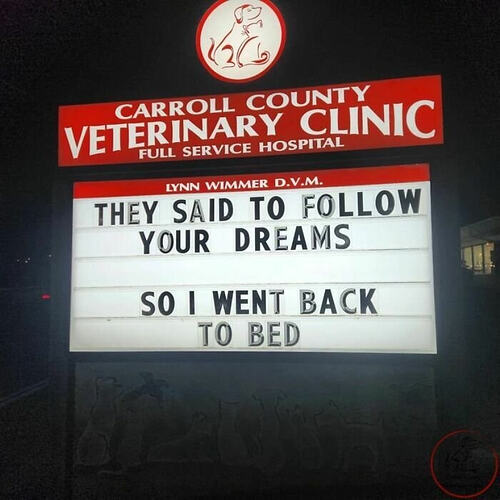 CARROLL COUNTY
VETERINARY CLINIC
FULL SERVICE HOSPITAL
LYNN WIMMER D.V.M.
THEY SAID TO FOLLOW
YOUR DREAMS
SO I WENT BACK
TO BED